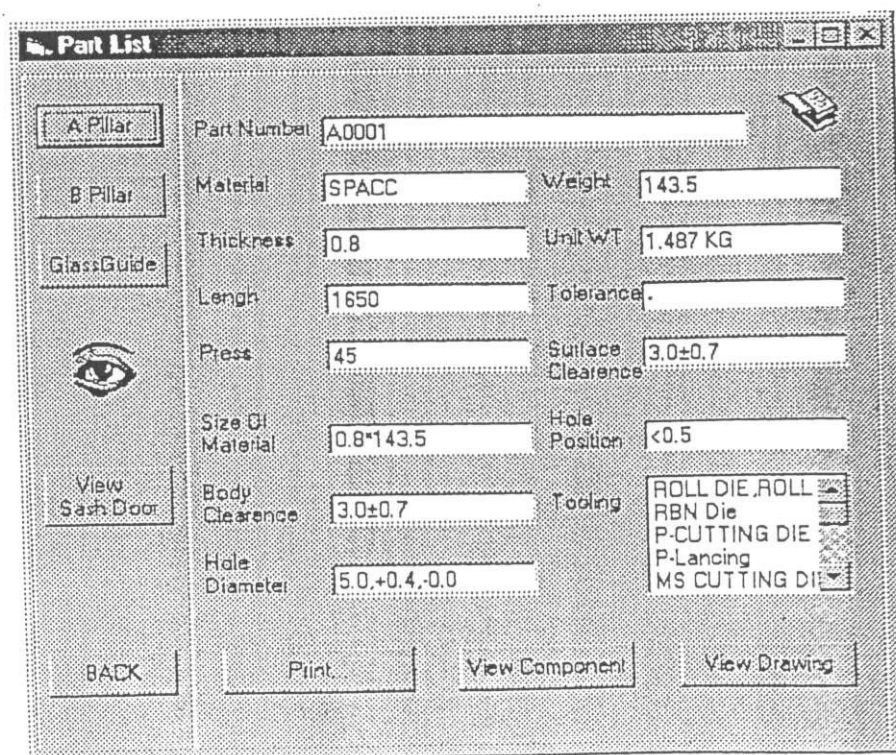 Part List
A Pillar
B Pillar
GlassGuide
View
Sash Door
BACK
Part Number A0001
Material SPACC Weight 143.5
Thickness 0.8 Unit WT 1.487 KG
Lengh 1650 Tolerance -
Press 45 Surface Clearence 3.0±0.7
Size Of Material 0.8*143.5 Hole Position <0.5
Body Clearence 3.0±0.7 Tooling ROLL DIE,ROLL
RBN Die
P-CUTTING DIE
P-Lancing
MS CUTTING DI
Hole Diameter 5.0,+0.4,-0.0
Print... View Component View Drawing